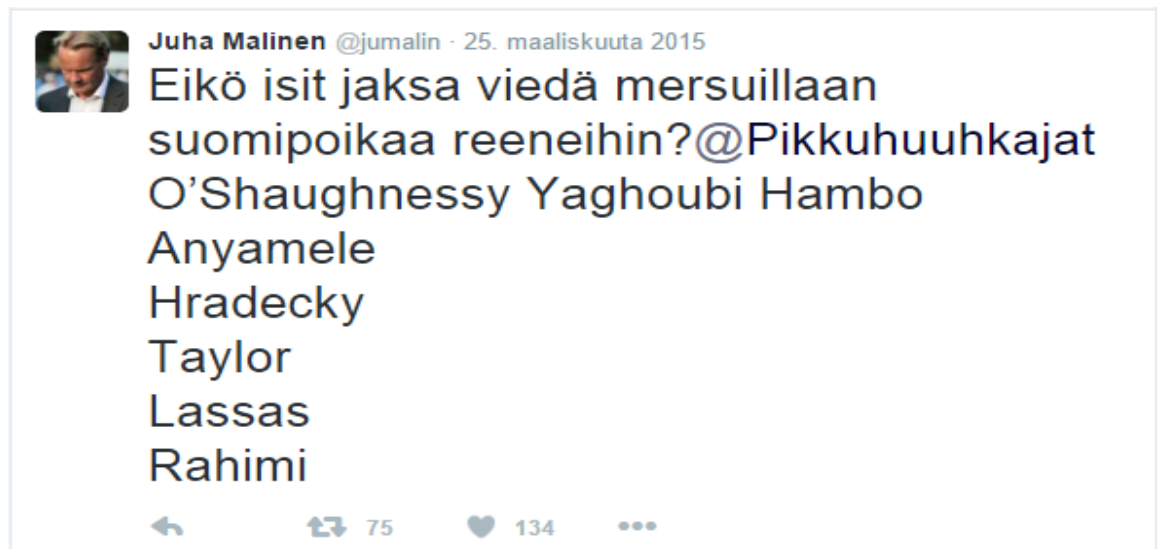 Juha Malinen @jumalin · 25. maaliskuuta 2015
Eikö isit jaksa viedä mersuillaan
suomipoikaa reeneihin?@Pikkuhuuhkajat
O’Shaughnessy Yaghoubi Hambo
Anyamele
Hradecky
Taylor
Lassas
Rahimi
75 134